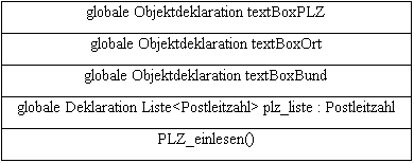 globale Objektdeklaration textBoxPLZ
globale Objektdeklaration textBoxOrt
globale Objektdeklaration textBoxBund
globale Deklaration Liste<Postleitzahl> plz_liste : Postleitzahl
PLZ_einlesen()